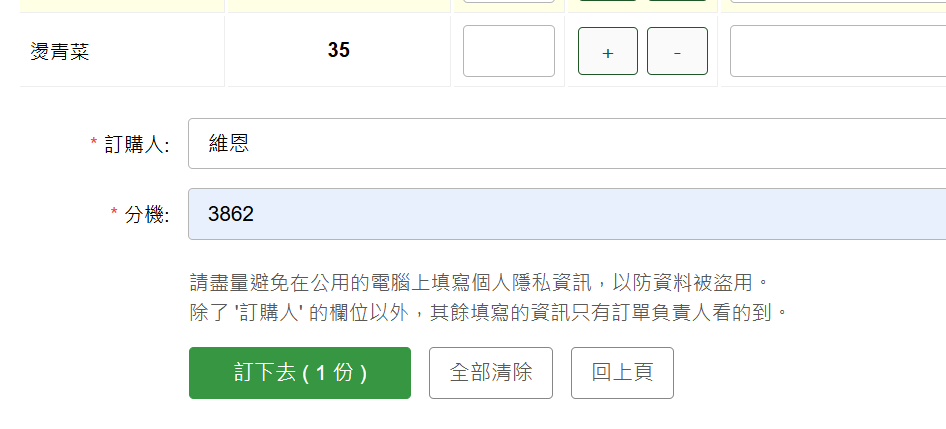 燙青菜 35 + -
* 訂購人: 維恩
* 分機: 3862
請盡量避免在公用的電腦上填寫個人隱私資訊，以防資料被盜用。
除了 '訂購人' 的欄位以外，其餘填寫的資訊只有訂單負責人看的到。
訂下去 ( 1 份 ) 全部清除 回上頁